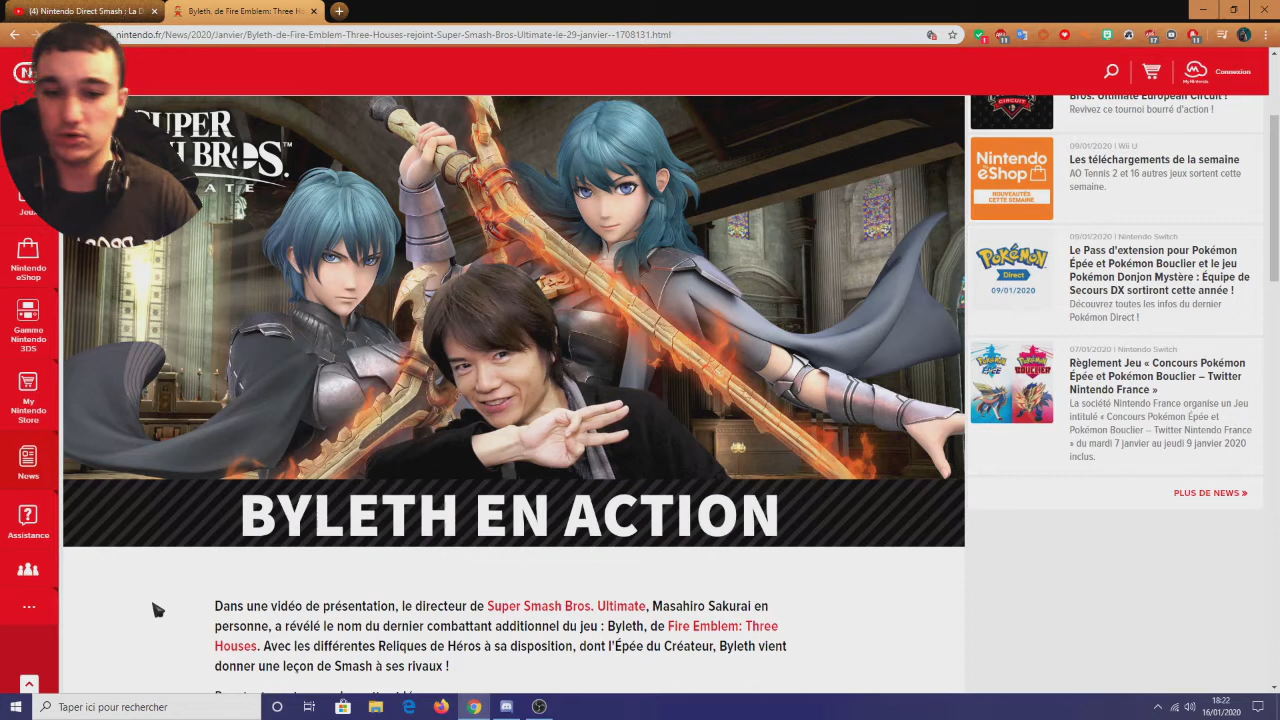 (4) Nintendo Direct Smash : La D
Byleth, de Fire Emblem: Three Ho
nintendo.fr/News/2020/Janvier/Byleth-de-Fire-Emblem-Three-Houses-rejoint-Super-Smash-Bros-Ultimate-le-29-janvier--1708131.html
My Nintendo
Connexion
Jeux
Nintendo
eShop
Gamme
Nintendo
3DS
My
Nintendo
Store
News
Assistance
...
SUPER
SMASH BROS.™
BYLETH EN ACTION
Dans une vidéo de présentation, le directeur de Super Smash Bros. Ultimate, Masahiro Sakurai en
personne, a révélé le nom du dernier combattant additionnel du jeu : Byleth, de Fire Emblem: Three
Houses. Avec les différentes Reliques de Héros à sa disposition, dont l'Épée du Créateur, Byleth vient
donner une leçon de Smash à ses rivaux !
CIRCUIT
Bros. Ultimate European Circuit !
Revivez ce tournoi bourré d'action !
Nintendo
eShop
NOUVEAUTÉS
CETTE SEMAINE
09/01/2020 | Wii U
Les téléchargements de la semaine
AO Tennis 2 et 16 autres jeux sortent cette
semaine.
Pokémon
Direct
09/01/2020
09/01/2020 | Nintendo Switch
Le Pass d'extension pour Pokémon
Épée et Pokémon Bouclier et le jeu
Pokémon Donjon Mystère : Équipe de
Secours DX sortiront cette année !
Découvrez toutes les infos du dernier
Pokémon Direct !
07/01/2020 | Nintendo Switch
Règlement Jeu « Concours Pokémon
Épée et Pokémon Bouclier – Twitter
Nintendo France »
La société Nintendo France organise un Jeu
intitulé « Concours Pokémon Épée et
Pokémon Bouclier – Twitter Nintendo France
» du mardi 7 janvier au jeudi 9 janvier 2020
inclus.
PLUS DE NEWS »
Taper ici pour rechercher
18:22
16/01/2020